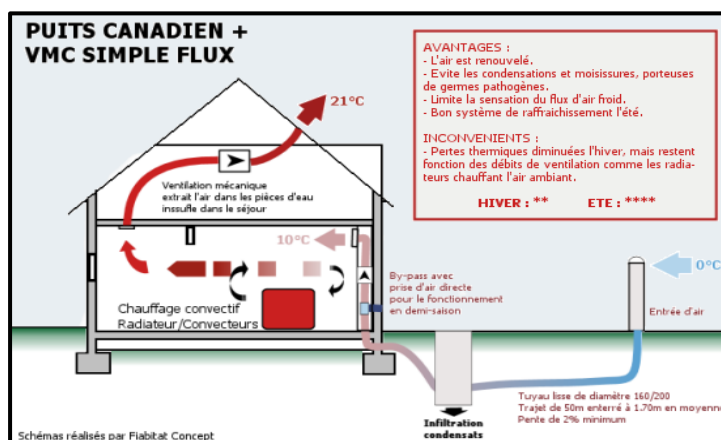 PUITS CANADIEN +
VMC SIMPLE FLUX
AVANTAGES :
- L'air est renouvelé.
- Evite les condensations et moisissures, porteuses
de germes pathogènes.
- Limite la sensation du flux d'air froid.
- Bon système de raffraichissement l'été.
INCONVENIENTS :
- Pertes thermiques diminuées l'hiver, mais restent
fonction des débits de ventilation comme les radia-
teurs chauffant l'air ambiant.
HIVER : ** ETE : ****
21°C
Ventilation mécanique
extrait l'air dans les pièces d'eau
inssufle dans le séjour
10°C
0°C
By-pass avec
prise d'air directe
pour le fonctionnement
en demi-saison
Chauffage convectif
Radiateur/Convecteurs
Entrée d'air
Tuyau lisse de diamètre 160/200
Trajet de 50m enterré à 1.70m en moyenne
Pente de 2% minimum
Infiltration
condensats
Schémas réalisés par Fiabitat Concept